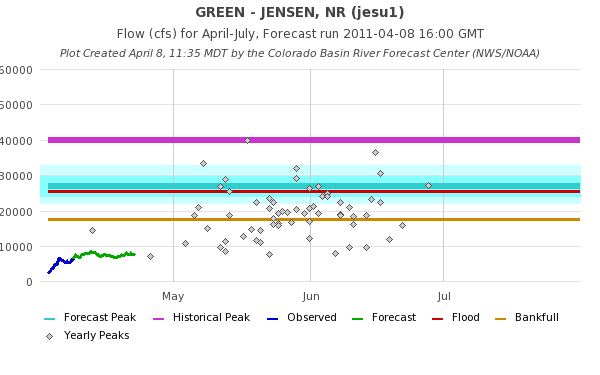 GREEN - JENSEN, NR (jesu1)
Flow (cfs) for April-July, Forecast run 2011-04-08 16:00 GMT
Plot Created April 8, 11:35 MDT by the Colorado Basin River Forecast Center (NWS/NOAA)
60000
50000
40000
30000
20000
10000
0
May Jun Jul
Forecast Peak Historical Peak Observed Forecast Flood Bankfull
Yearly Peaks